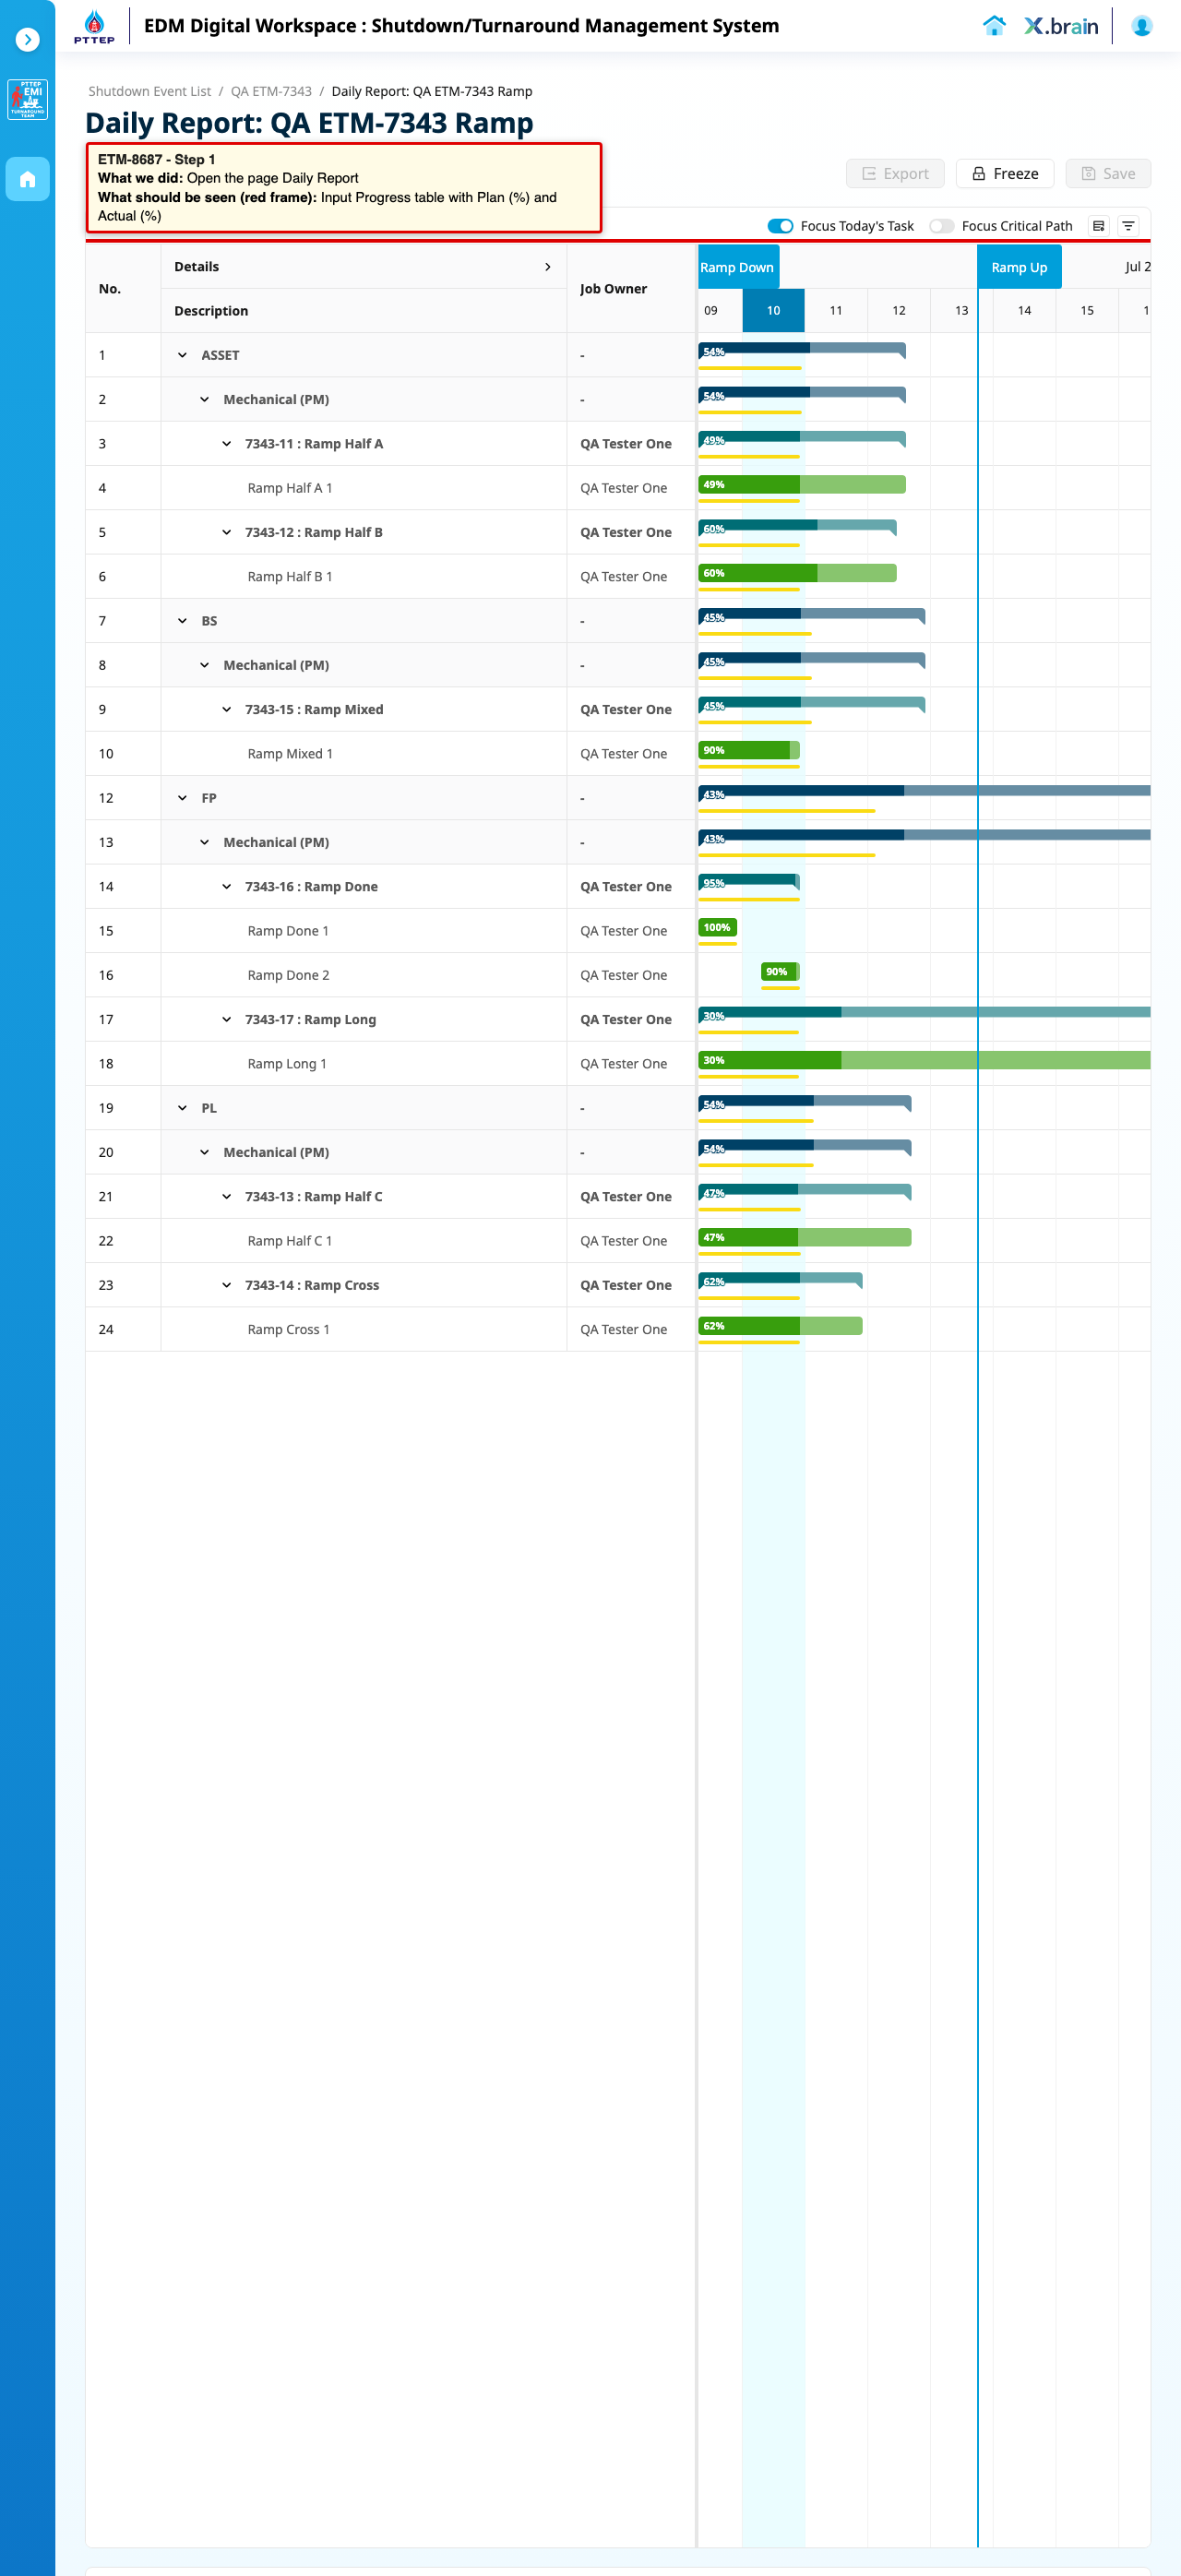 PTTEP
EDM Digital Workspace : Shutdown/Turnaround Management System
X.brain
PTTEP
EMI
TURNAROUND
TEAM
Shutdown Event List / QA ETM-7343 / Daily Report: QA ETM-7343 Ramp
Daily Report: QA ETM-7343 Ramp
ETM-8687 - Step 1
What we did: Open the page Daily Report
What should be seen (red frame): Input Progress table with Plan (%) and
Actual (%)
Export Freeze Save
Focus Today's Task Focus Critical Path
No. Details Job Owner Ramp Down Ramp Up Jul 2
Description 09 10 11 12 13 14 15 1
1 ASSET - 54%
2 Mechanical (PM) - 54%
3 7343-11 : Ramp Half A QA Tester One 49%
4 Ramp Half A 1 QA Tester One 49%
5 7343-12 : Ramp Half B QA Tester One 60%
6 Ramp Half B 1 QA Tester One 60%
7 BS - 45%
8 Mechanical (PM) - 45%
9 7343-15 : Ramp Mixed QA Tester One 45%
10 Ramp Mixed 1 QA Tester One 90%
12 FP - 43%
13 Mechanical (PM) - 43%
14 7343-16 : Ramp Done QA Tester One 95%
15 Ramp Done 1 QA Tester One 100%
16 Ramp Done 2 QA Tester One 90%
17 7343-17 : Ramp Long QA Tester One 30%
18 Ramp Long 1 QA Tester One 30%
19 PL - 54%
20 Mechanical (PM) - 54%
21 7343-13 : Ramp Half C QA Tester One 47%
22 Ramp Half C 1 QA Tester One 47%
23 7343-14 : Ramp Cross QA Tester One 62%
24 Ramp Cross 1 QA Tester One 62%